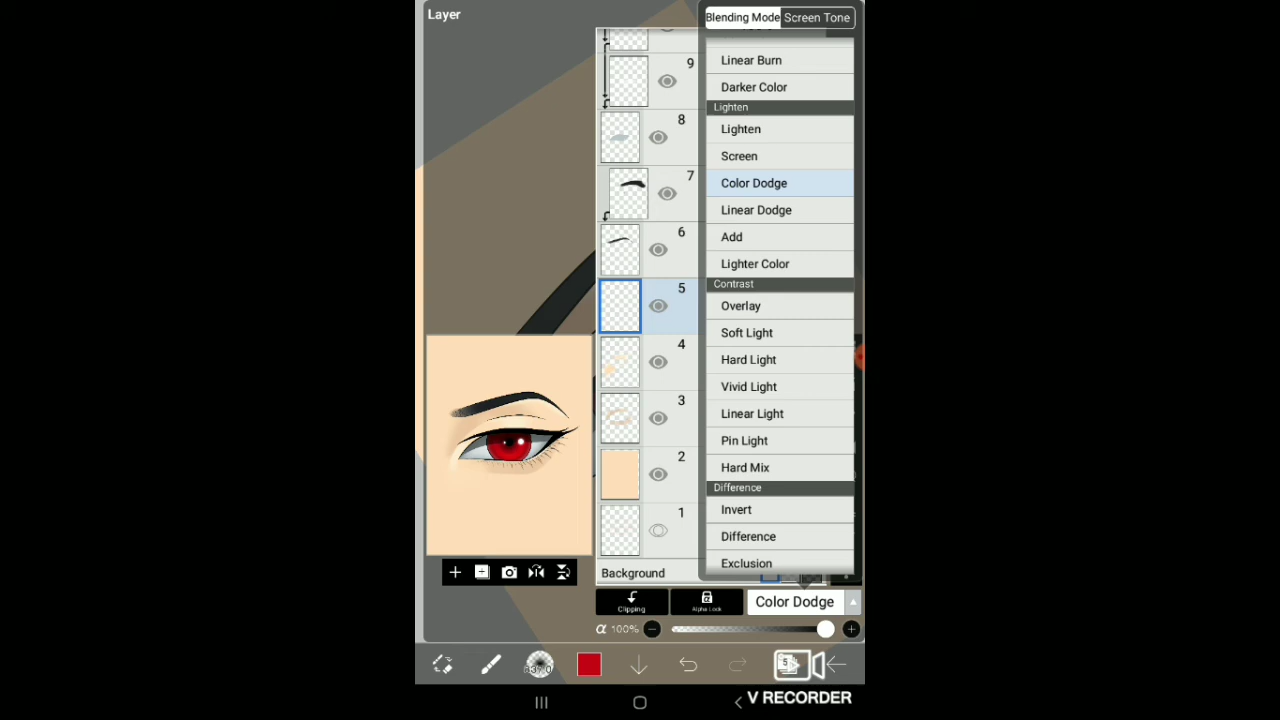 Layer
Blending Mode
Screen Tone
Linear Burn
Darker Color
Lighten
Lighten
Screen
Color Dodge
Linear Dodge
Add
Lighter Color
Contrast
Overlay
Soft Light
Hard Light
Vivid Light
Linear Light
Pin Light
Hard Mix
Difference
Invert
Difference
Exclusion
9
8
7
6
5
4
3
2
1
Background
Clipping
Alpha Lock
Color Dodge
α 100%
5
V RECORDER